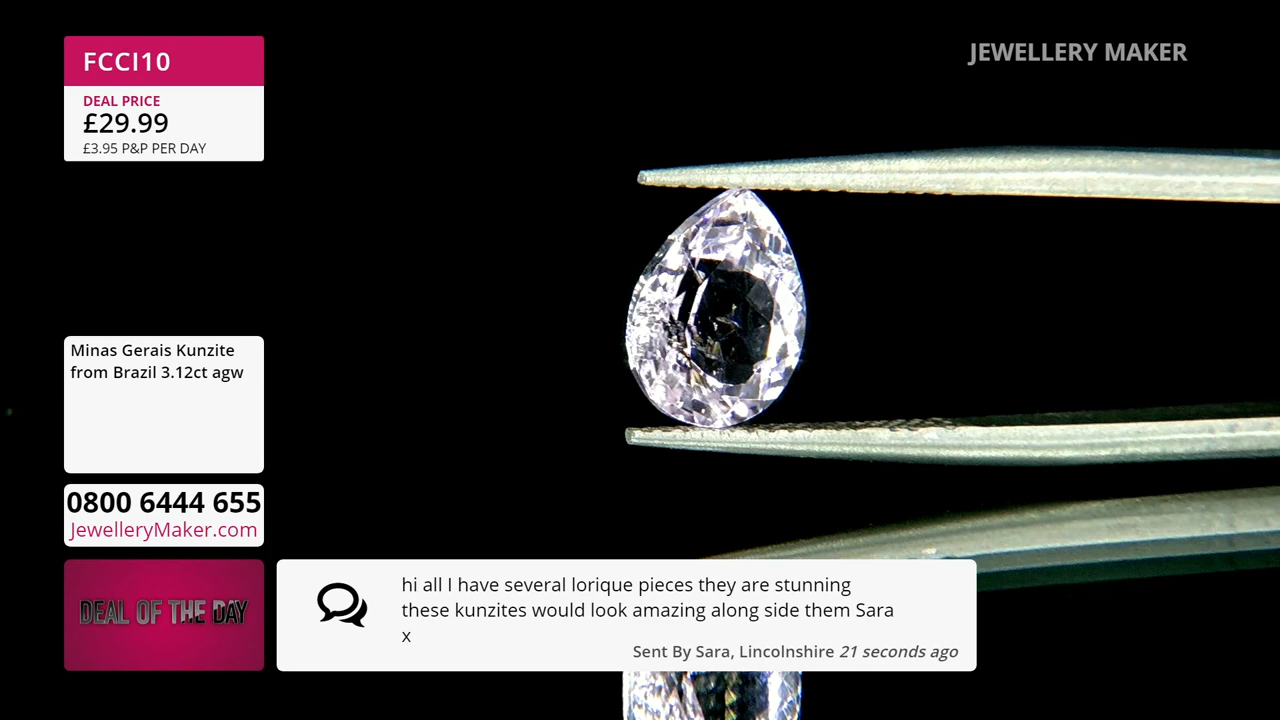 FCCI10
DEAL PRICE
£29.99
£3.95 P&P PER DAY
JEWELLERY MAKER
Minas Gerais Kunzite
from Brazil 3.12ct agw
0800 6444 655
JewelleryMaker.com
DEAL OF THE DAY
hi all I have several lorique pieces they are stunning
these kunzites would look amazing along side them Sara
x
Sent By Sara, Lincolnshire 21 seconds ago